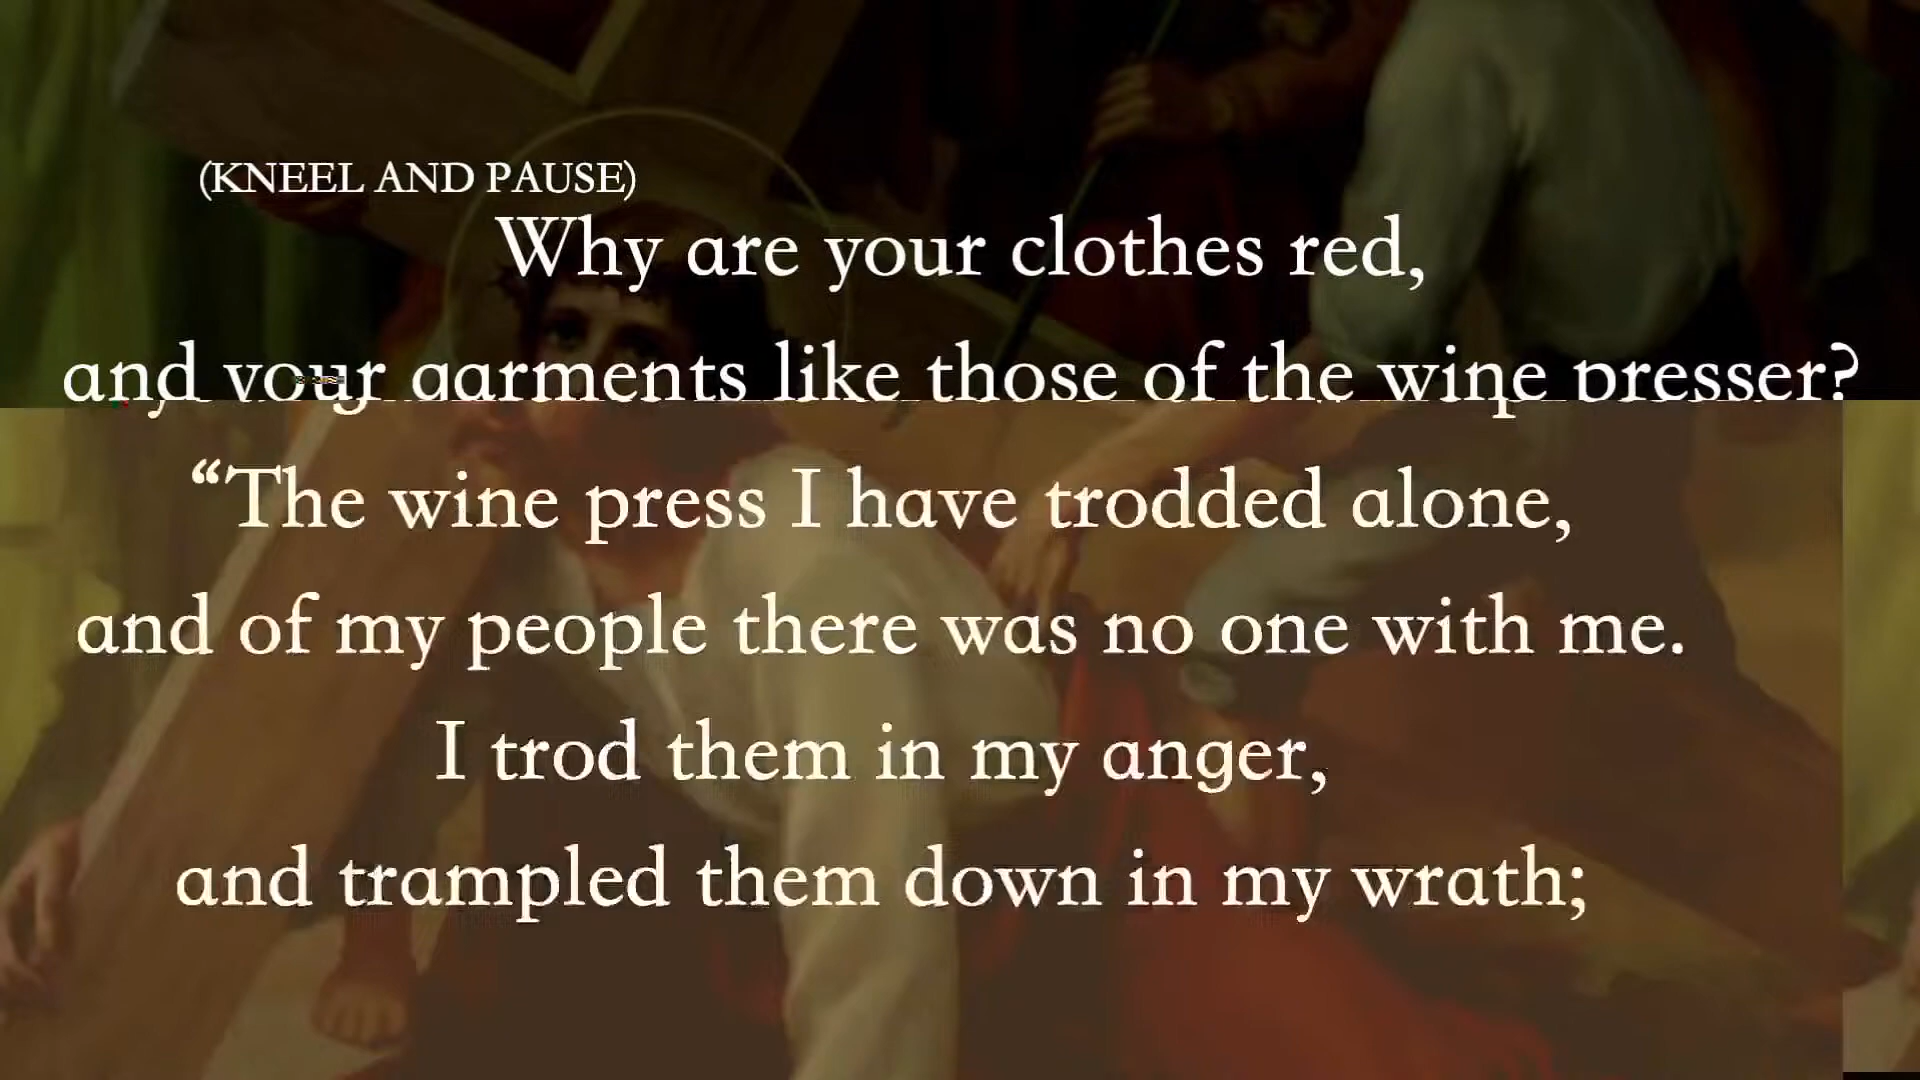 (KNEEL AND PAUSE)
Why are your clothes red,
and your garments like those of the wine presser?
“The wine press I have trodded alone,
and of my people there was no one with me.
I trod them in my anger,
and trampled them down in my wrath;